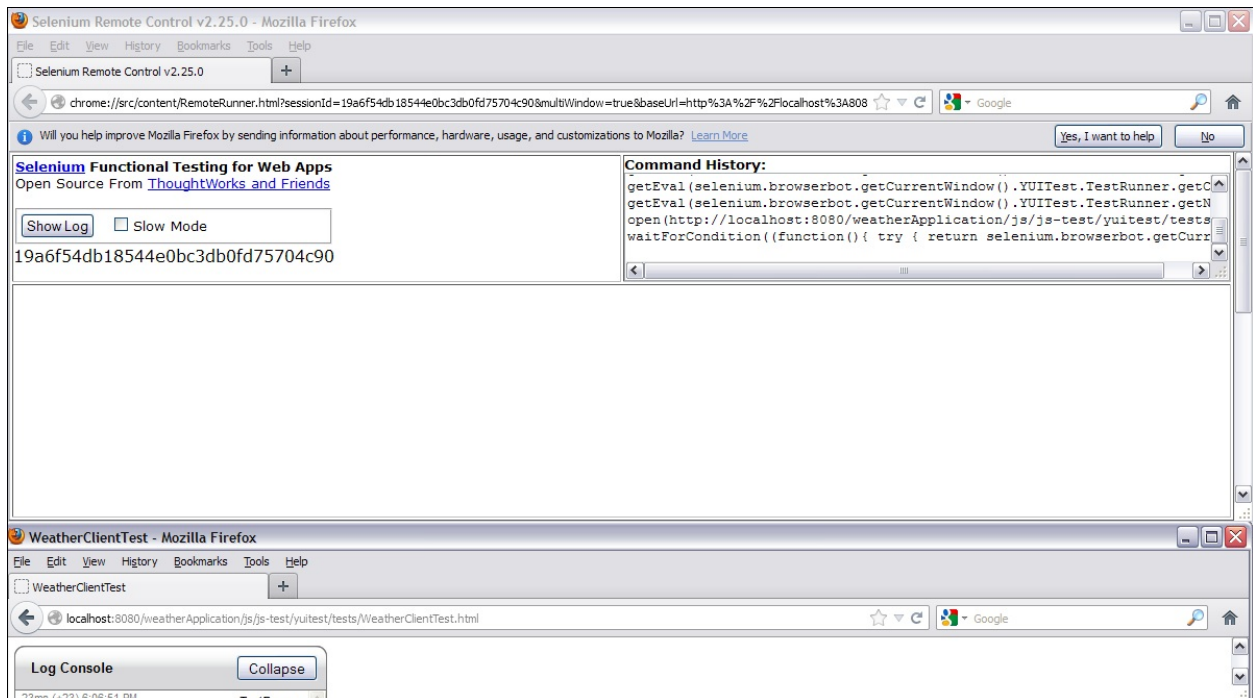 Selenium Remote Control v2.25.0 - Mozilla Firefox
File Edit View History Bookmarks Tools Help
Selenium Remote Control v2.25.0 +
chrome://src/content/RemoteRunner.html?sessionId=19a6f54db18544e0bc3db0fd75704c90&multiWindow=true&baseUrl=http%3A%2F%2Flocalhost%3A808 Google
Will you help improve Mozilla Firefox by sending information about performance, hardware, usage, and customizations to Mozilla? Learn More Yes, I want to help No
Selenium Functional Testing for Web Apps
Open Source From ThoughtWorks and Friends
Show Log Slow Mode
19a6f54db18544e0bc3db0fd75704c90
Command History:
getEval(selenium.browserbot.getCurrentWindow().YUITest.TestRunner.getC
getEval(selenium.browserbot.getCurrentWindow().YUITest.TestRunner.getN
open(http://localhost:8080/weatherApplication/js/js-test/yuitest/tests
waitForCondition((function(){ try { return selenium.browserbot.getCurr
WeatherClientTest - Mozilla Firefox
File Edit View History Bookmarks Tools Help
WeatherClientTest +
localhost:8080/weatherApplication/js/js-test/yuitest/tests/WeatherClientTest.html Google
Log Console Collapse